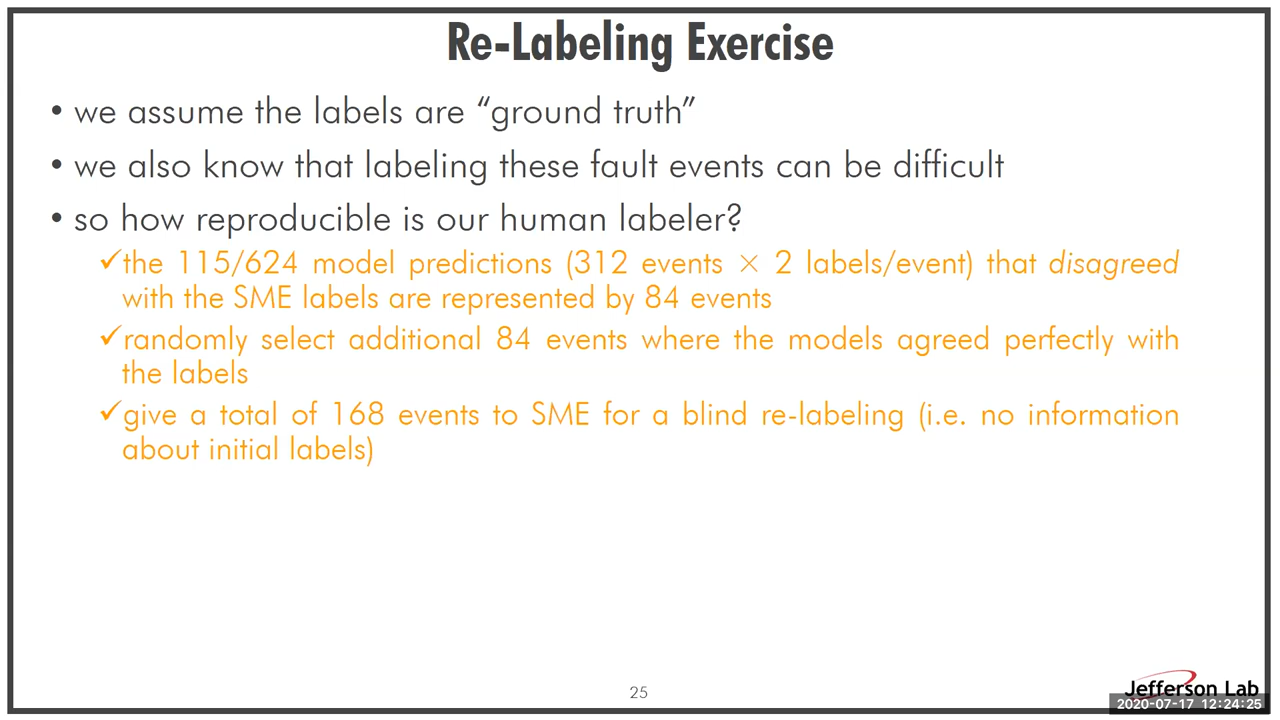 Re-Labeling Exercise
• we assume the labels are “ground truth”
• we also know that labeling these fault events can be difficult
• so how reproducible is our human labeler?
✓the 115/624 model predictions (312 events × 2 labels/event) that disagreed
with the SME labels are represented by 84 events
✓randomly select additional 84 events where the models agreed perfectly with
the labels
✓give a total of 168 events to SME for a blind re-labeling (i.e. no information
about initial labels)
25
Jefferson Lab
2020-07-17 12:24:25